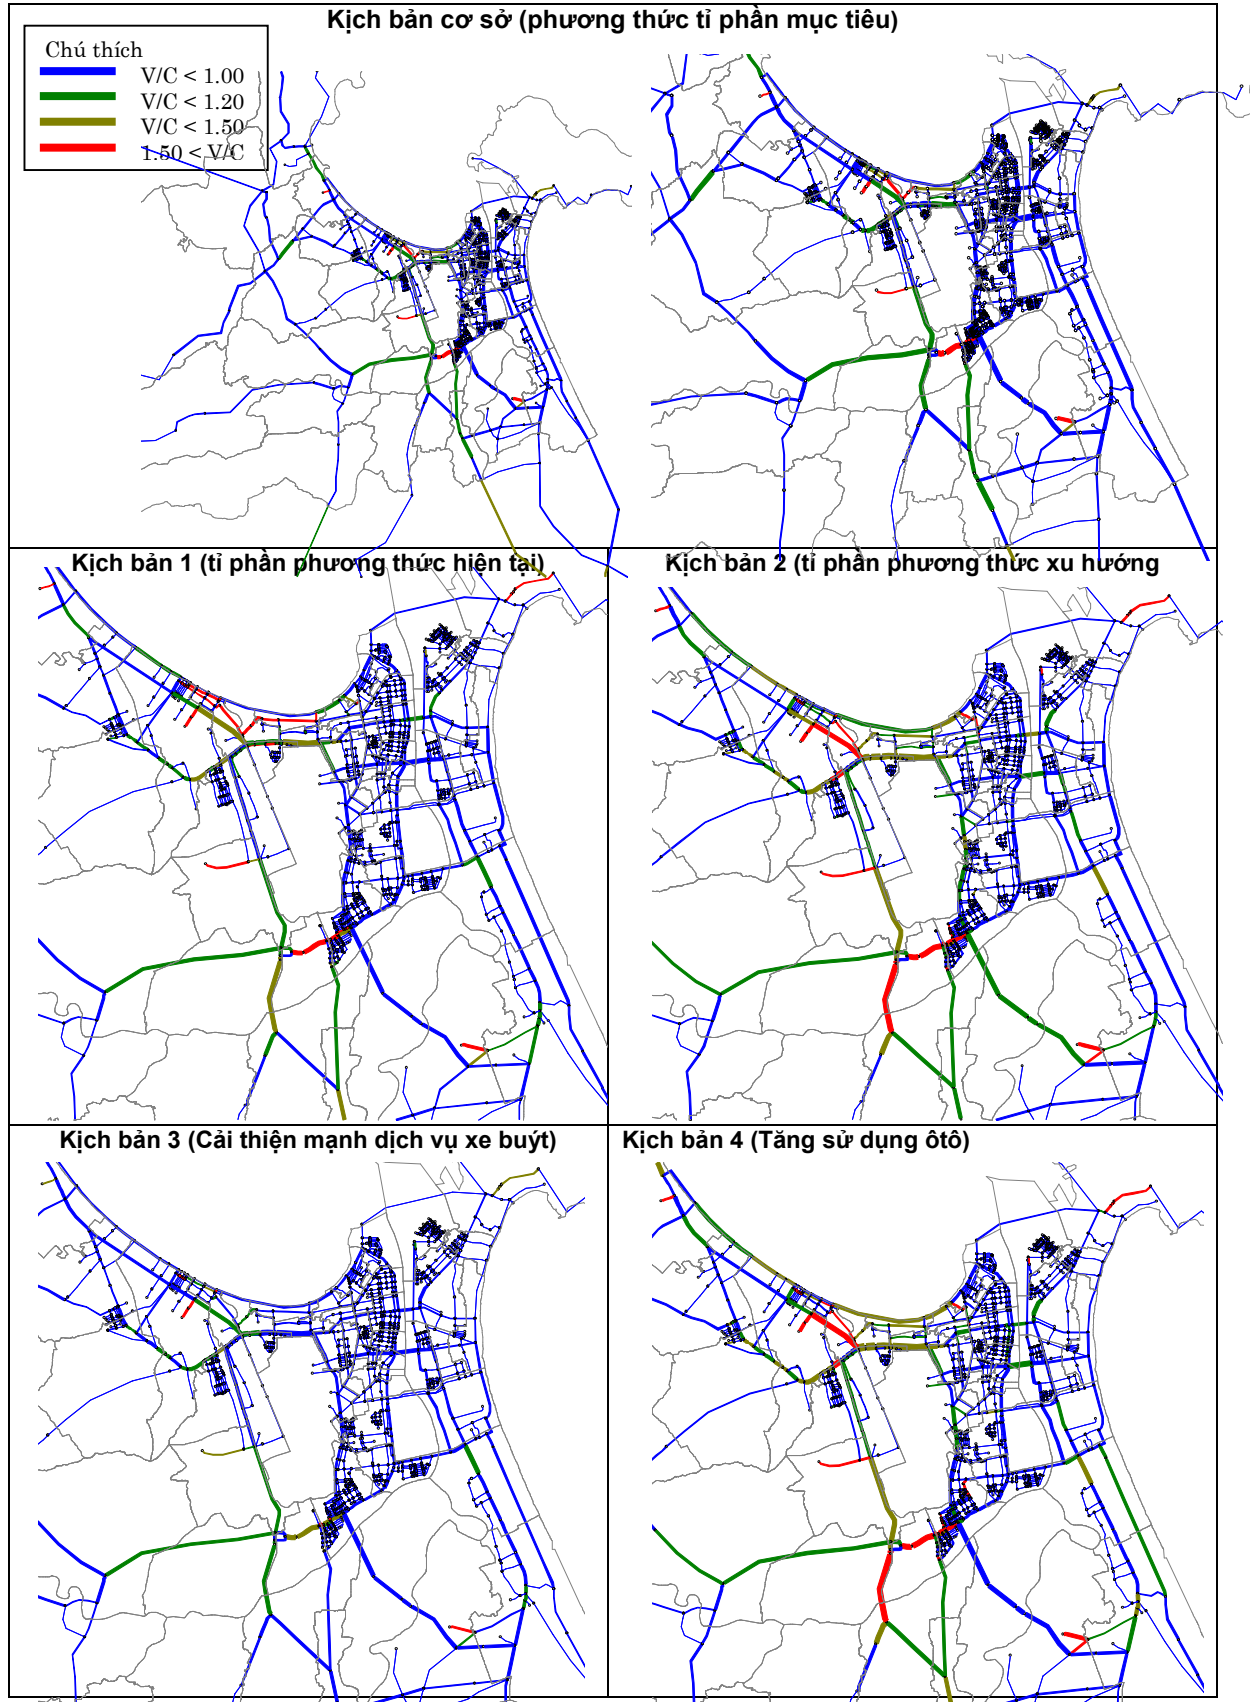 Kịch bản cơ sở (phương thức tỉ phần mục tiêu)
Chú thích
V/C < 1.00
V/C < 1.20
V/C < 1.50
1.50 < V/C
Kịch bản 1 (tỉ phần phương thức hiện tại)
Kịch bản 2 (tỉ phần phương thức xu hướng
Kịch bản 3 (Cải thiện mạnh dịch vụ xe buýt)
Kịch bản 4 (Tăng sử dụng ôtô)